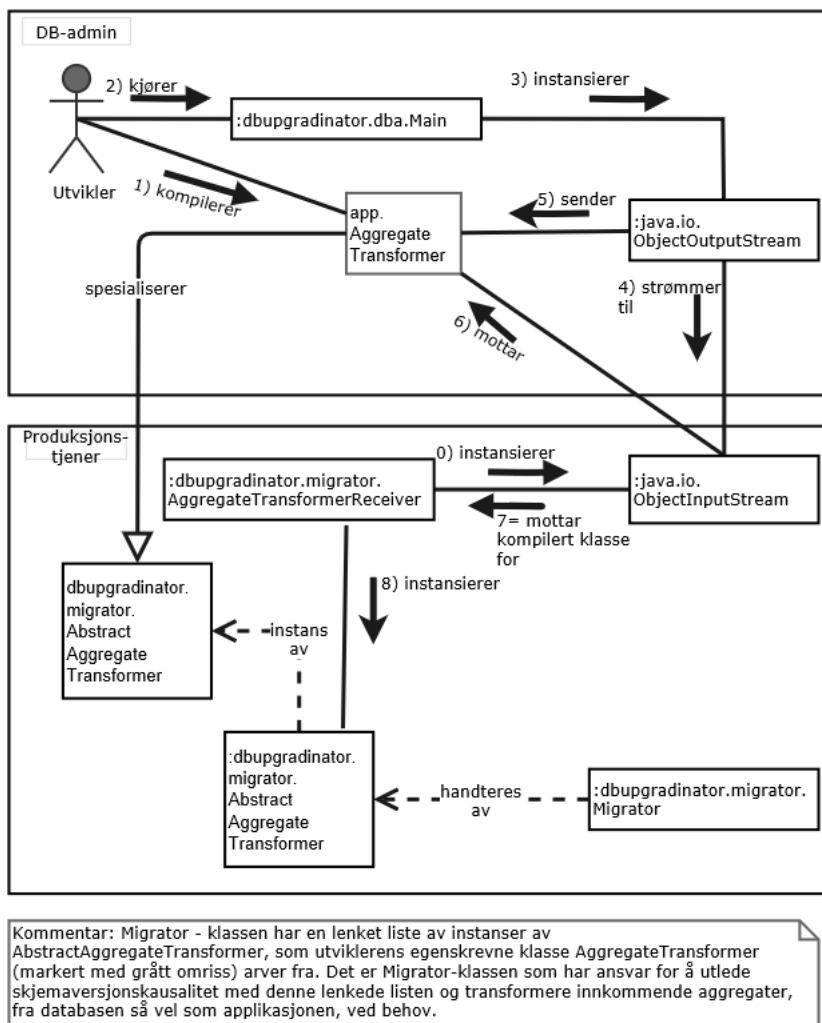 DB-admin
2) kjører
3) instansierer
:dbupgradinator.dba.Main
Utvikler
1) kompilerer
app.
Aggregate
Transformer
5) sender
:java.io.
ObjectOutputStream
spesialiserer
4) strømmer
til
6) mottar
Produksjons-
tjener
:dbupgradinator.migrator.
AggregateTransformerReceiver
0) instansierer
:java.io.
ObjectInputStream
7= mottar
kompilert klasse
for
8) instansierer
dbupgradinator.
migrator.
Abstract
Aggregate
Transformer
instans
av
:dbupgradinator.
migrator.
Abstract
Aggregate
Transformer
handteres
av
:dbupgradinator.migrator.
Migrator
Kommentar: Migrator - klassen har en lenket liste av instanser av
AbstractAggregateTransformer, som utviklerens egenskrevne klasse AggregateTransformer
(markert med grått omriss) arver fra. Det er Migrator-klassen som har ansvar for å utlede
skjemaversjonskausalitet med denne lenkede listen og transformere innkommende aggregater,
fra databasen så vel som applikasjonen, ved behov.